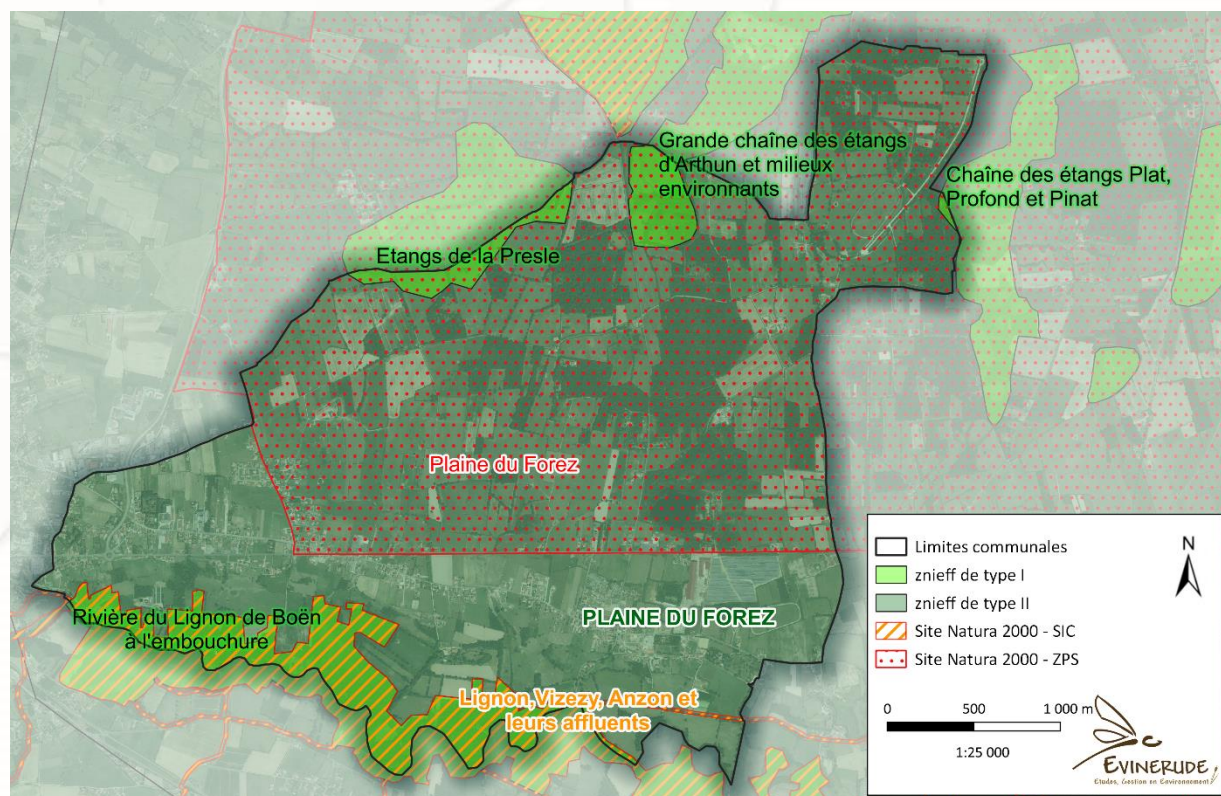 Grande chaîne des étangs
d'Arthun et milieux
environnants
Chaîne des étangs Plat,
Profond et Pinat
Etangs de la Presle
Plaine du Forez
Rivière du Lignon de Boën
à l'embouchure
PLAINE DU FOREZ
Lignon,Vizezy, Anzon et
leurs affluents
Limites communales
znieff de type I
znieff de type II
Site Natura 2000 - SIC
Site Natura 2000 - ZPS
N
0 500 1 000 m
1:25 000
EVINERUDE
Etudes, Gestion en Environnement